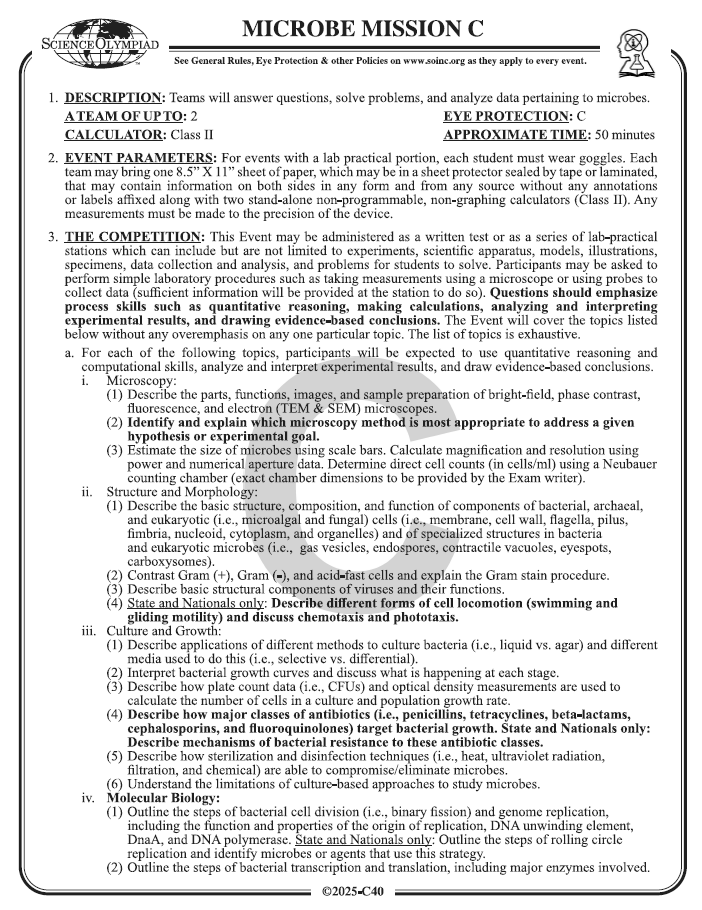 MICROBE MISSION C
SCIENCE OLYMPIAD
See General Rules, Eye Protection & other Policies on www.soinc.org as they apply to every event.
1. DESCRIPTION: Teams will answer questions, solve problems, and analyze data pertaining to microbes.
A TEAM OF UP TO: 2 EYE PROTECTION: C
CALCULATOR: Class II APPROXIMATE TIME: 50 minutes
2. EVENT PARAMETERS: For events with a lab practical portion, each student must wear goggles. Each
team may bring one 8.5” X 11” sheet of paper, which may be in a sheet protector sealed by tape or laminated,
that may contain information on both sides in any form and from any source without any annotations
or labels affixed along with two stand-alone non-programmable, non-graphing calculators (Class II). Any
measurements must be made to the precision of the device.
3. THE COMPETITION: This Event may be administered as a written test or as a series of lab-practical
stations which can include but are not limited to experiments, scientific apparatus, models, illustrations,
specimens, data collection and analysis, and problems for students to solve. Participants may be asked to
perform simple laboratory procedures such as taking measurements using a microscope or using probes to
collect data (sufficient information will be provided at the station to do so). Questions should emphasize
process skills such as quantitative reasoning, making calculations, analyzing and interpreting
experimental results, and drawing evidence-based conclusions. The Event will cover the topics listed
below without any overemphasis on any one particular topic. The list of topics is exhaustive.
a. For each of the following topics, participants will be expected to use quantitative reasoning and
computational skills, analyze and interpret experimental results, and draw evidence-based conclusions.
i. Microscopy:
(1) Describe the parts, functions, images, and sample preparation of bright-field, phase contrast,
fluorescence, and electron (TEM & SEM) microscopes.
(2) Identify and explain which microscopy method is most appropriate to address a given
hypothesis or experimental goal.
(3) Estimate the size of microbes using scale bars. Calculate magnification and resolution using
power and numerical aperture data. Determine direct cell counts (in cells/ml) using a Neubauer
counting chamber (exact chamber dimensions to be provided by the Exam writer).
ii. Structure and Morphology:
(1) Describe the basic structure, composition, and function of components of bacterial, archaeal,
and eukaryotic (i.e., microalgal and fungal) cells (i.e., membrane, cell wall, flagella, pilus,
fimbria, nucleoid, cytoplasm, and organelles) and of specialized structures in bacteria
and eukaryotic microbes (i.e., gas vesicles, endospores, contractile vacuoles, eyespots,
carboxysomes).
(2) Contrast Gram (+), Gram (-), and acid-fast cells and explain the Gram stain procedure.
(3) Describe basic structural components of viruses and their functions.
(4) State and Nationals only: Describe different forms of cell locomotion (swimming and
gliding motility) and discuss chemotaxis and phototaxis.
iii. Culture and Growth:
(1) Describe applications of different methods to culture bacteria (i.e., liquid vs. agar) and different
media used to do this (i.e., selective vs. differential).
(2) Interpret bacterial growth curves and discuss what is happening at each stage.
(3) Describe how plate count data (i.e., CFUs) and optical density measurements are used to
calculate the number of cells in a culture and population growth rate.
(4) Describe how major classes of antibiotics (i.e., penicillins, tetracyclines, beta-lactams,
cephalosporins, and fluoroquinolones) target bacterial growth. State and Nationals only:
Describe mechanisms of bacterial resistance to these antibiotic classes.
(5) Describe how sterilization and disinfection techniques (i.e., heat, ultraviolet radiation,
filtration, and chemical) are able to compromise/eliminate microbes.
(6) Understand the limitations of culture-based approaches to study microbes.
iv. Molecular Biology:
(1) Outline the steps of bacterial cell division (i.e., binary fission) and genome replication,
including the function and properties of the origin of replication, DNA unwinding element,
DnaA, and DNA polymerase. State and Nationals only: Outline the steps of rolling circle
replication and identify microbes or agents that use this strategy.
(2) Outline the steps of bacterial transcription and translation, including major enzymes involved.
C
©2025-C40